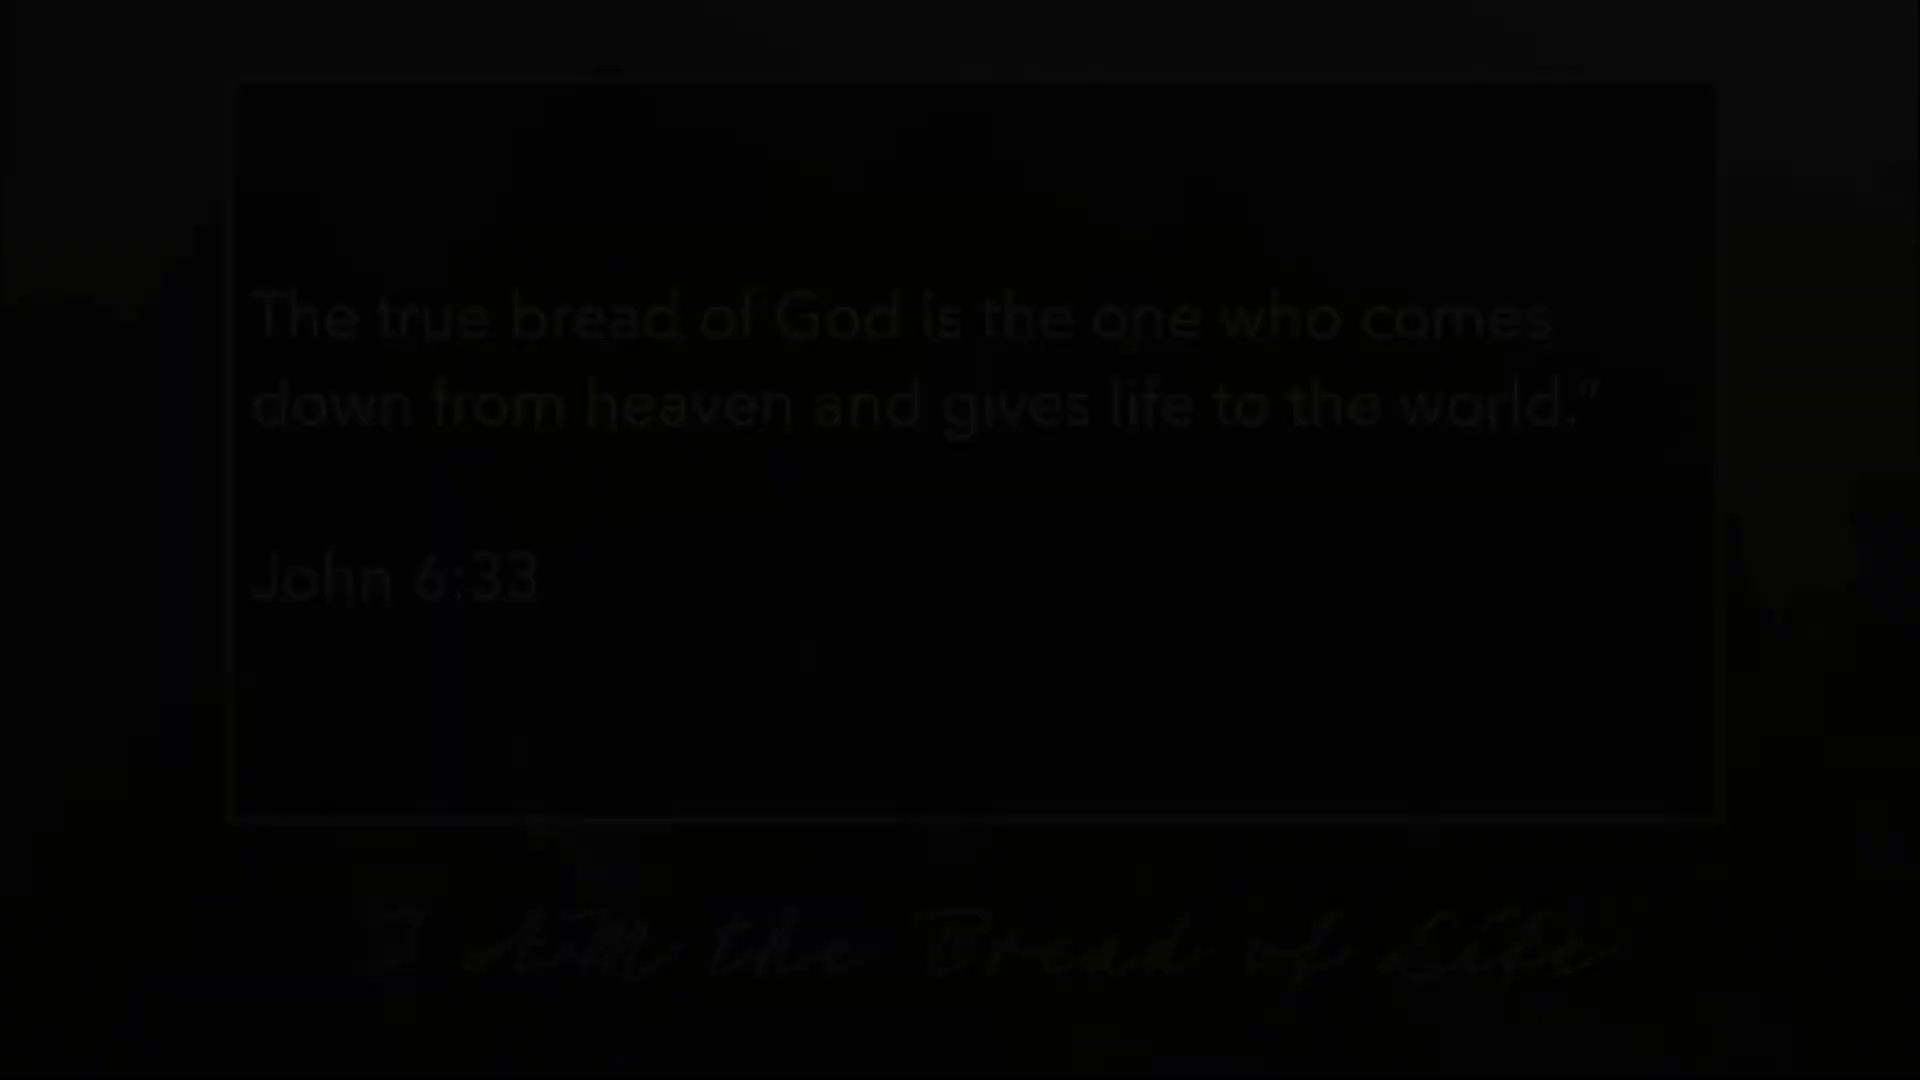 The true bread of God is the one who comes
down from heaven and gives life to the world."
John 6:33
I AM the Bread of Life